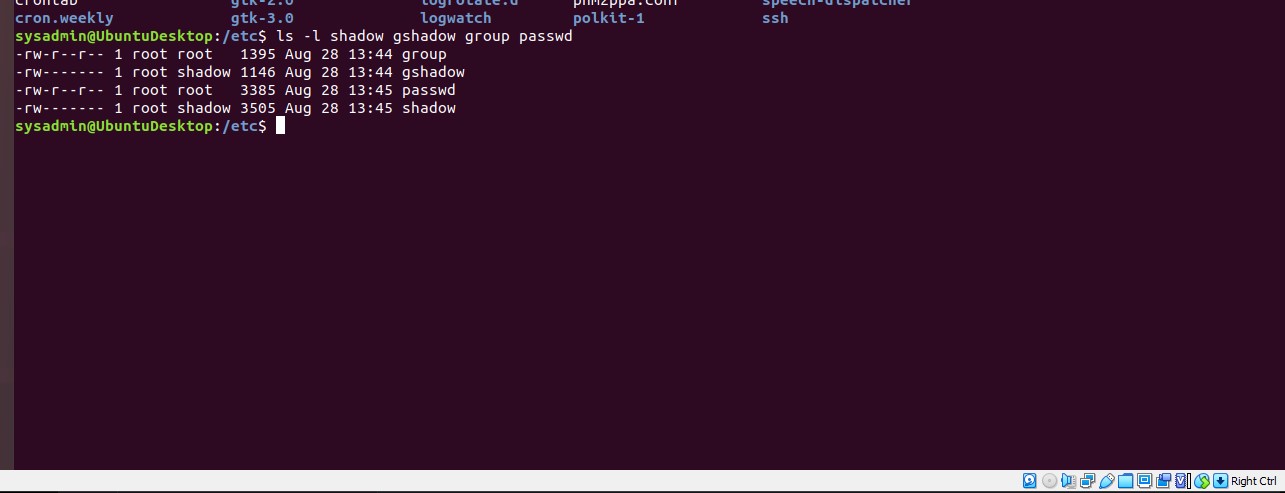 crontab gtk-2.0 logrotate.d pnm2ppa.conf speech-dispatcher
cron.weekly gtk-3.0 logwatch polkit-1 ssh
sysadmin@UbuntuDesktop:/etc$ ls -l shadow gshadow group passwd
-rw-r--r-- 1 root root 1395 Aug 28 13:44 group
-rw------- 1 root shadow 1146 Aug 28 13:44 gshadow
-rw-r--r-- 1 root root 3385 Aug 28 13:45 passwd
-rw------- 1 root shadow 3505 Aug 28 13:45 shadow
sysadmin@UbuntuDesktop:/etc$
Right Ctrl